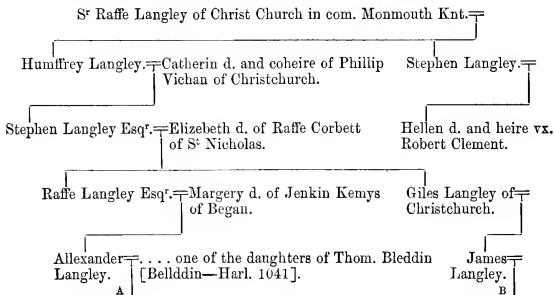 Sʳ Raffe Langley of Christ Church in com. Monmouth Knt.
Humffrey Langley. Catherin d. and coheire of Phillip Stephen Langley.
Vichan of Christchurch.
Stephen Langley Esqʳ. Elizebeth d. of Raffe Corbett Hellen d. and heire vx.
of Sᵗ Nicholas. Robert Clement.
Raffe Langley Esqʳ. Margery d. of Jenkin Kemys Giles Langley of
of Began. Christchurch.
Allexander . . . . one of the daughters of Thom. Bleddin James
Langley. [Bellddin—Harl. 1041]. Langley.
A B